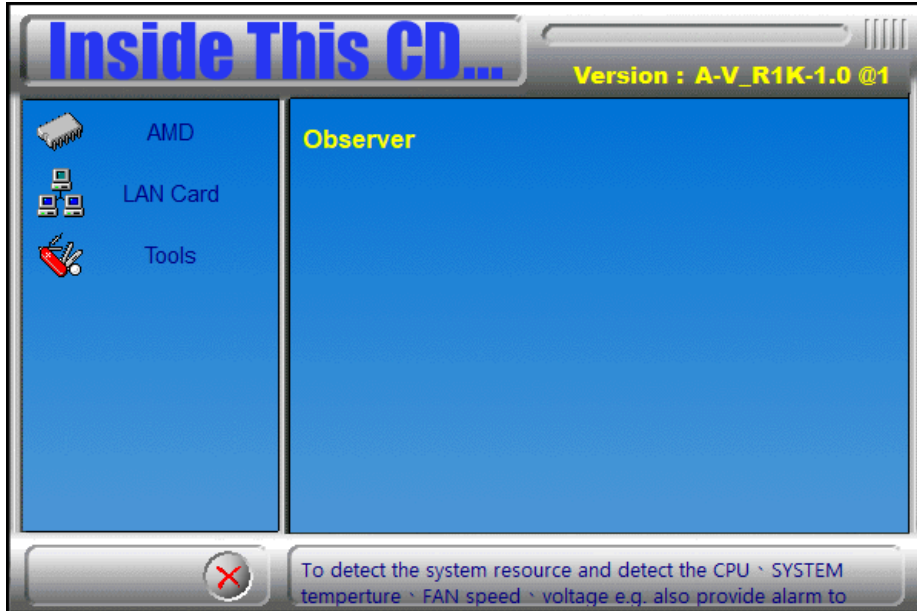 Inside This CD...
Version : A-V_R1K-1.0 @1
AMD
LAN Card
Tools
Observer
To detect the system resource and detect the CPU、SYSTEM
temperture、FAN speed、voltage e.g. also provide alarm to